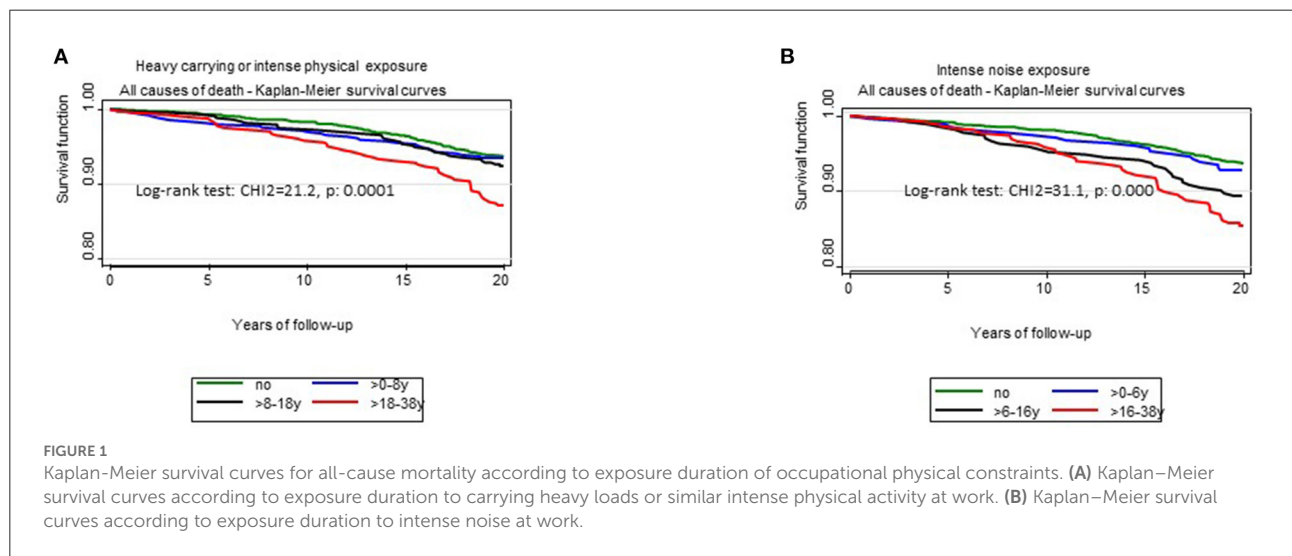 A
Heavy carrying or intense physical exposure
All causes of death - Kaplan-Meier survival curves
1.00
0.90
0.80
Survival function
Log-rank test: CHI2=21.2, p: 0.0001
0 5 10 15 20
Years of follow-up
no >0-8y
>8-18y >18-38y
B
Intense noise exposure
All causes of death - Kaplan-Meier survival curves
1.00
0.90
0.80
Survival function
Log-rank test: CHI2=31.1, p: 0.000
0 5 10 15 20
Years of follow-up
no >0-6y
>6-16y >16-38y
FIGURE 1
Kaplan-Meier survival curves for all-cause mortality according to exposure duration of occupational physical constraints. (A) Kaplan–Meier
survival curves according to exposure duration to carrying heavy loads or similar intense physical activity at work. (B) Kaplan–Meier survival
curves according to exposure duration to intense noise at work.